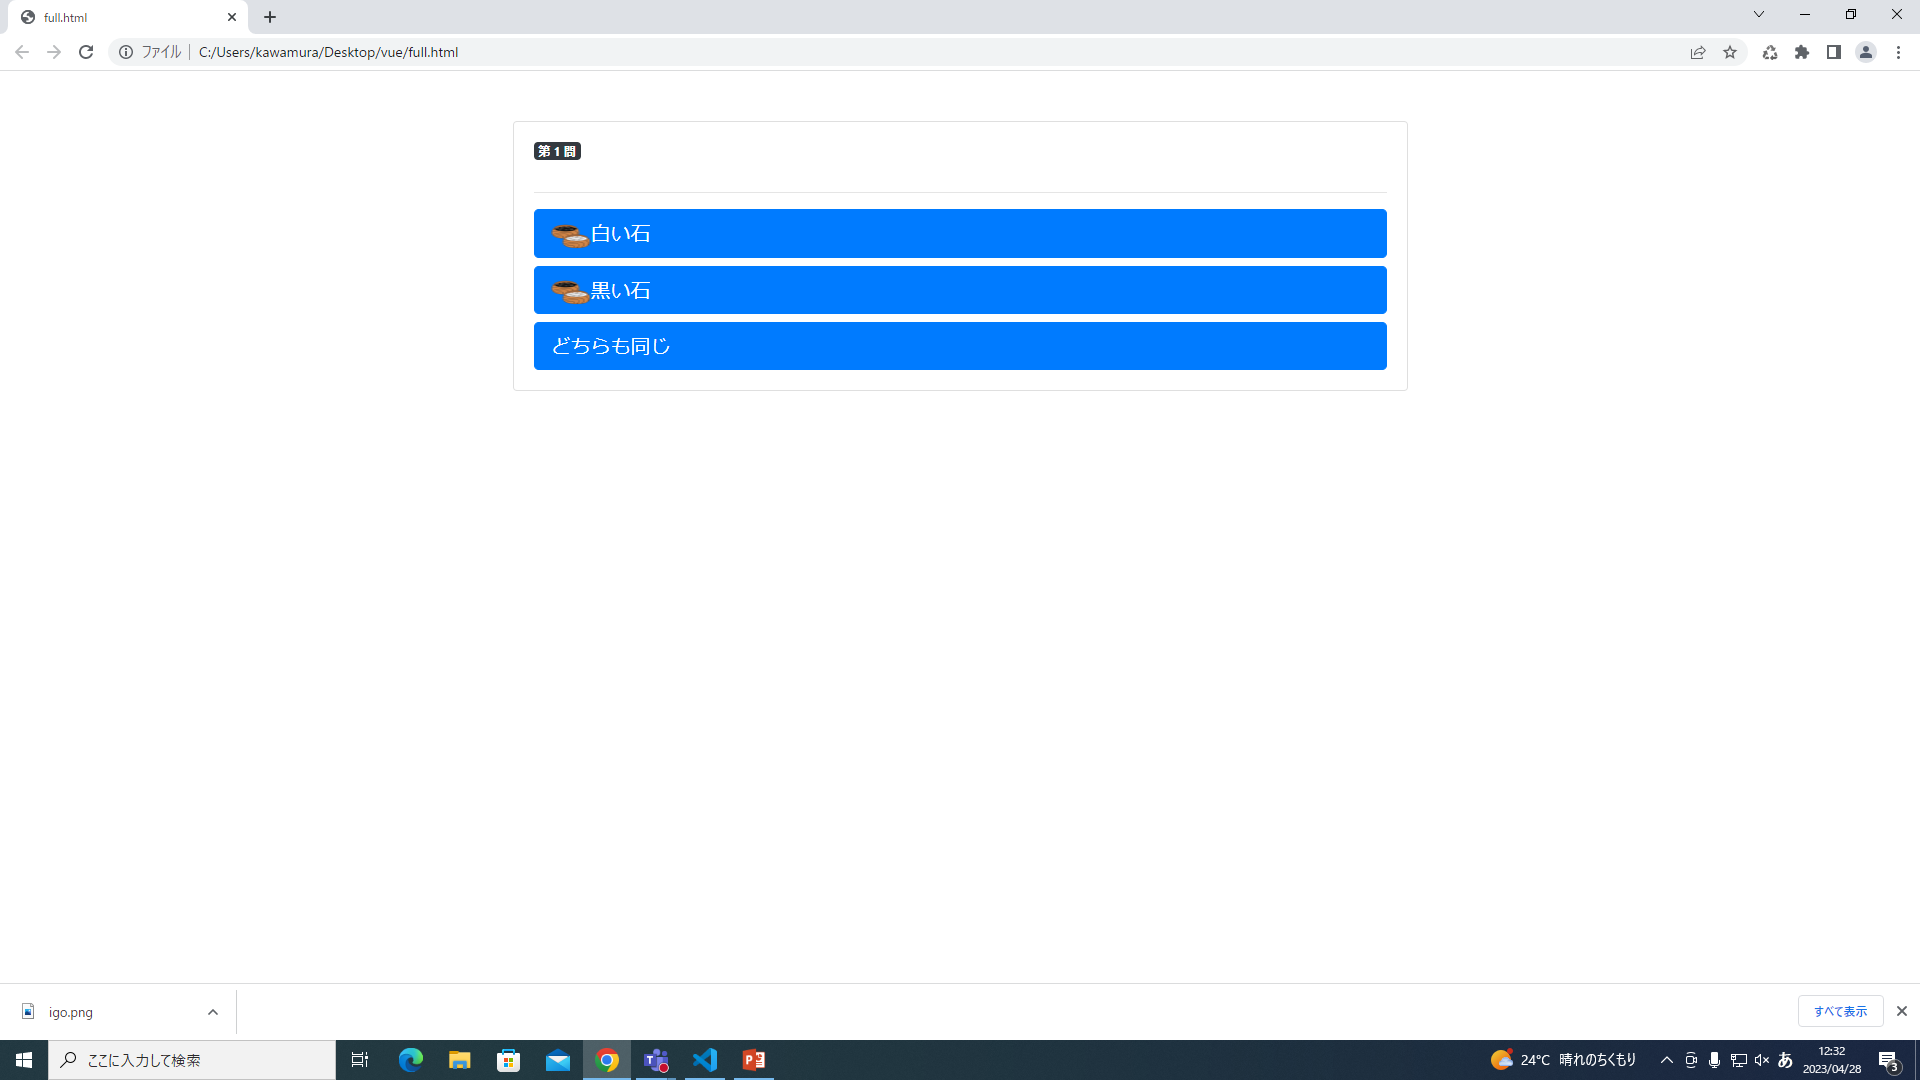 full.html
ファイル
C:/Users/kawamura/Desktop/vue/full.html
第 1 問
白い石
黒い石
どちらも同じ
igo.png
すべて表示
ここに入力して検索
24°C 晴れのちくもり
あ
12:32
2023/04/28
3